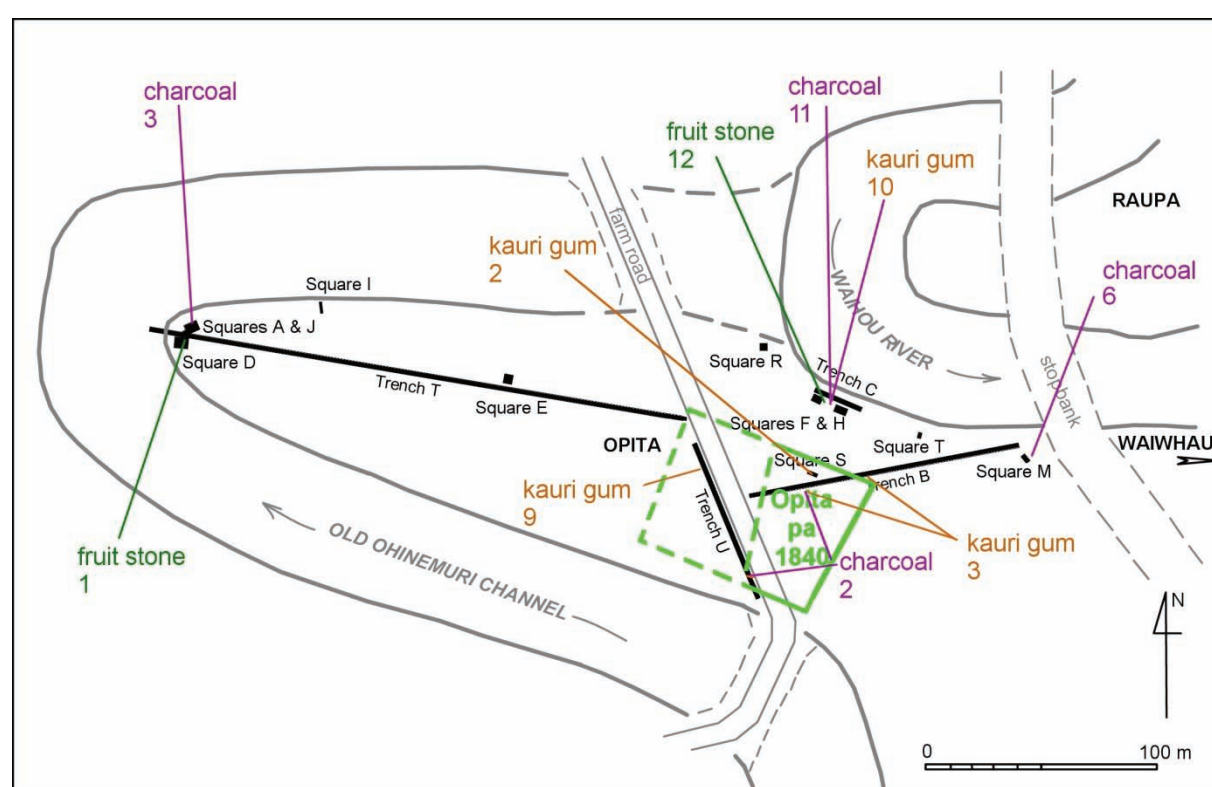 charcoal
3
charcoal
11
fruit stone
12
kauri gum
10
RAUPA
farm road
kauri gum
2
charcoal
6
WAIHOU RIVER
Square I
Squares A & J
Square D
Trench T
Square E
Square R
Trench C
Squares F & H
stopbank
OPITA
Square T
WAIWHAU
Square S
Square M
Trench B
kauri gum
9
Trench U
Opita
pa
1840
OLD OHINEMURI CHANNEL
fruit stone
1
charcoal
2
kauri gum
3
N
0
100 m